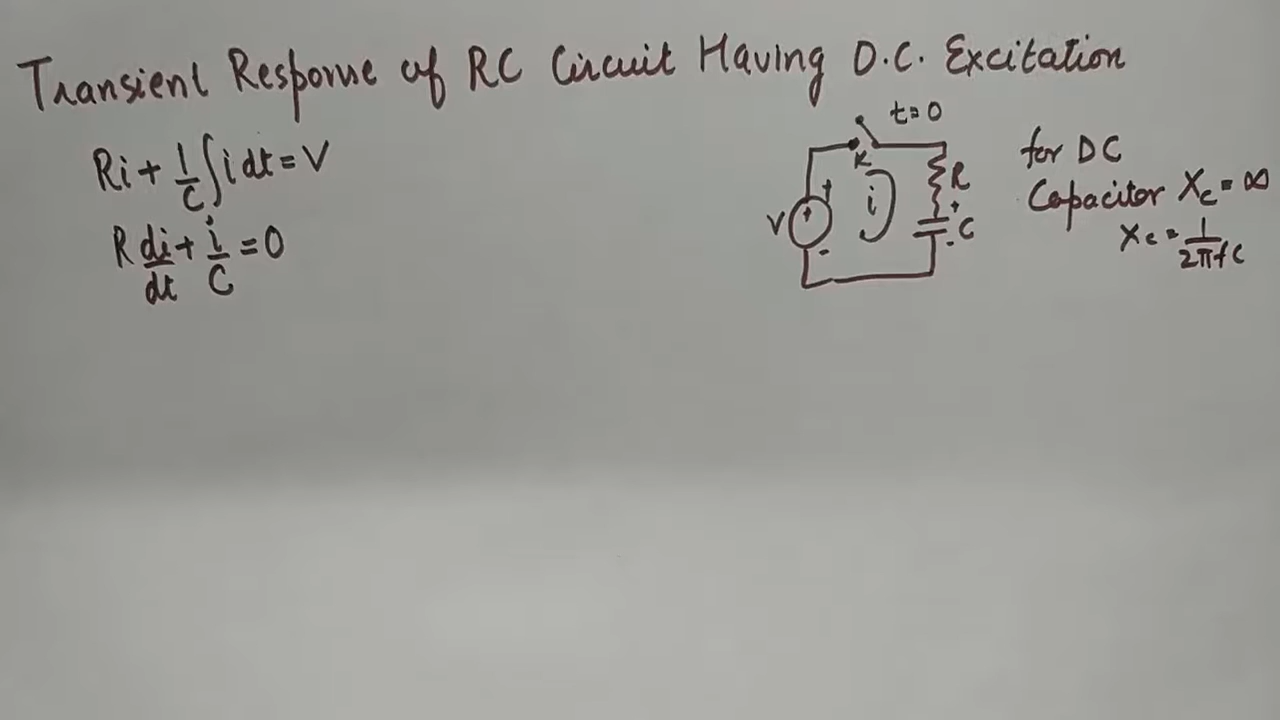 Transient Response of RC Circuit Having D.C. Excitation
Ri + 1/C ∫ i dt = V
R di/dt + i/C = 0
t=0
K
V
+
-
i
R
+
-
C
for DC
Capacitor Xc = ∞
Xc = 1/2πfC